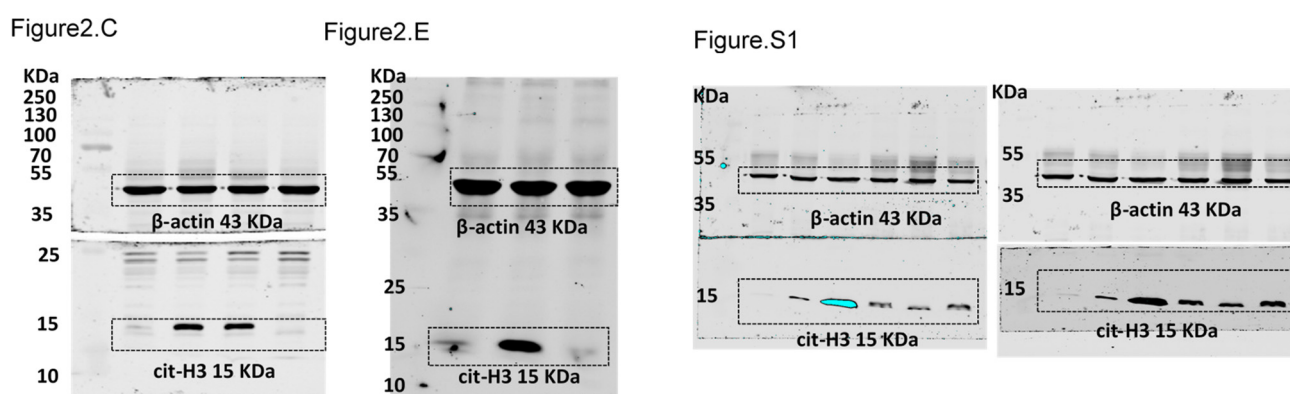 Figure2.C
KDa
250
130
100
70
55
35
25
15
10
β-actin 43 KDa
cit-H3 15 KDa
Figure2.E
KDa
250
130
100
70
55
35
25
15
10
β-actin 43 KDa
cit-H3 15 KDa
Figure.S1
KDa
55
35
15
β-actin 43 KDa
cit-H3 15 KDa
KDa
55
35
15
β-actin 43 KDa
cit-H3 15 KDa